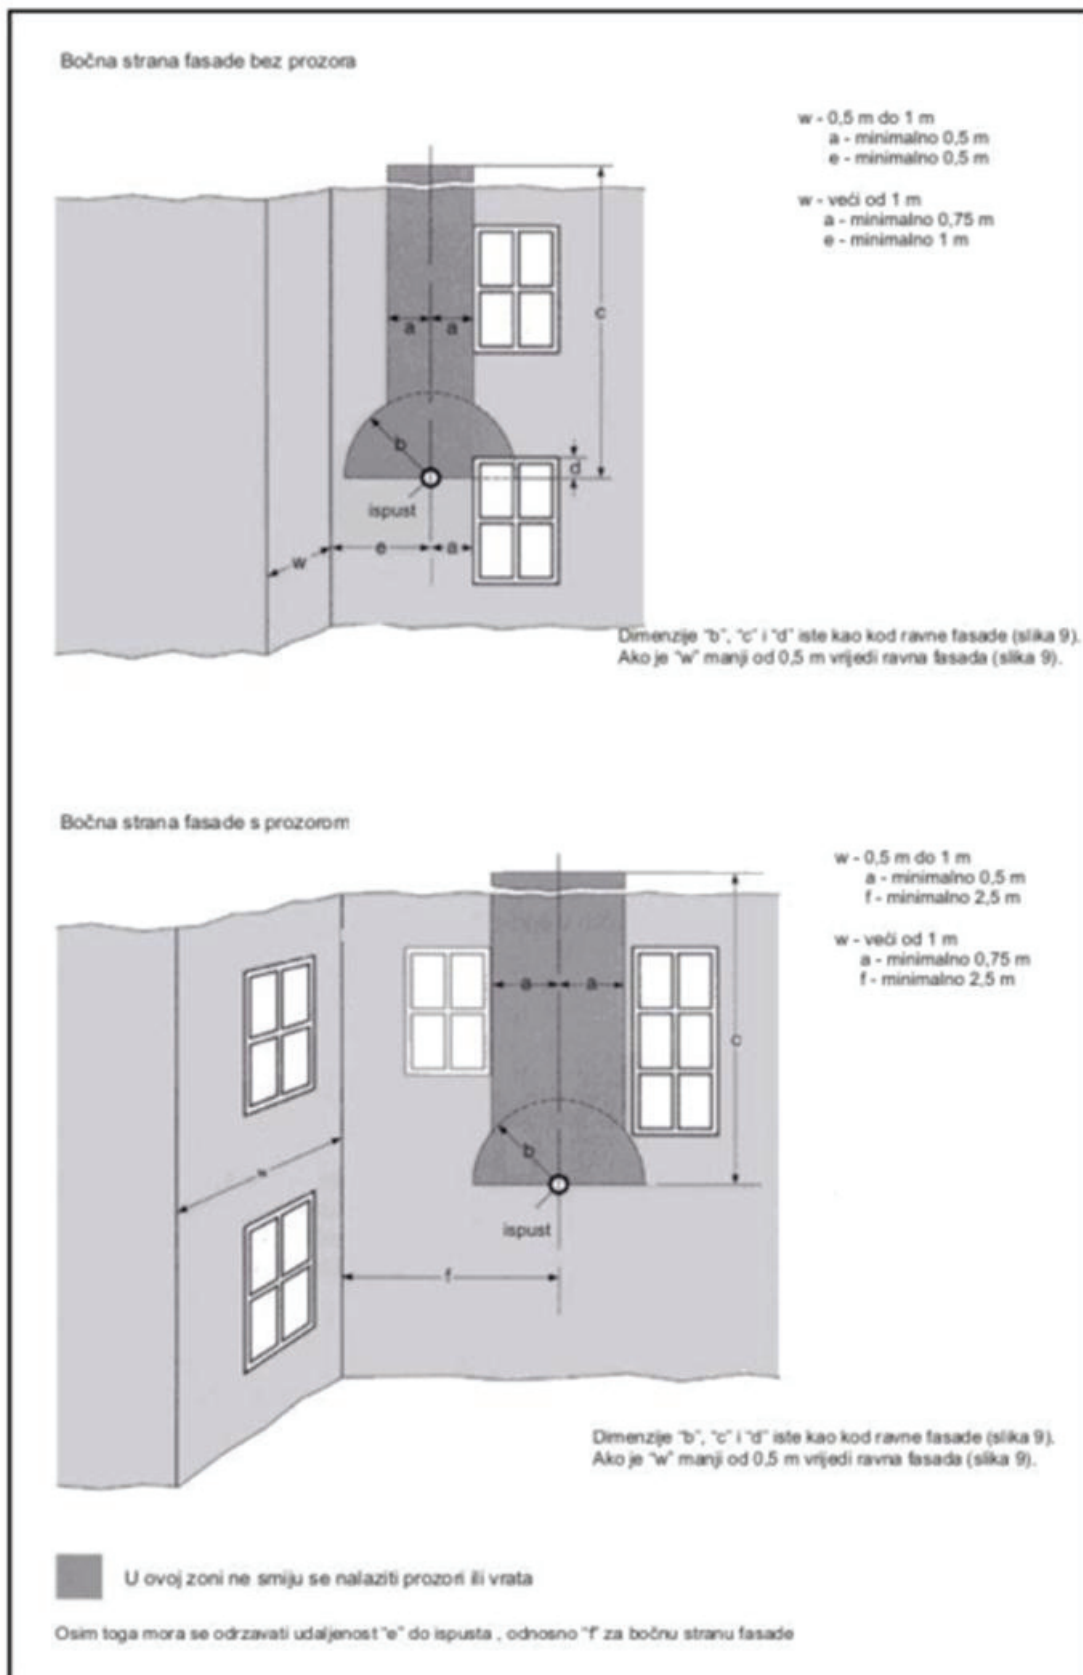 Bočna strana fasade bez prozora
w - 0,5 m do 1 m
a - minimalno 0,5 m
e - minimalno 0,5 m
w - veći od 1 m
a - minimalno 0,75 m
e - minimalno 1 m
a
a
c
b
d
ispust
e
a
w
Dimenzije "b", "c" i "d" iste kao kod ravne fasade (slika 9).
Ako je "w" manji od 0,5 m vrijedi ravna fasada (slika 9).
Bočna strana fasade s prozorom
w - 0,5 m do 1 m
a - minimalno 0,5 m
f - minimalno 2,5 m
w - veći od 1 m
a - minimalno 0,75 m
f - minimalno 2,5 m
a
a
c
b
w
ispust
f
Dimenzije "b", "c" i "d" iste kao kod ravne fasade (slika 9).
Ako je "w" manji od 0,5 m vrijedi ravna fasada (slika 9).
U ovoj zoni ne smiju se nalaziti prozori ili vrata
Osim toga mora se odrzavati udaljenost "e" do ispusta , odnosno "f" za bočnu stranu fasade